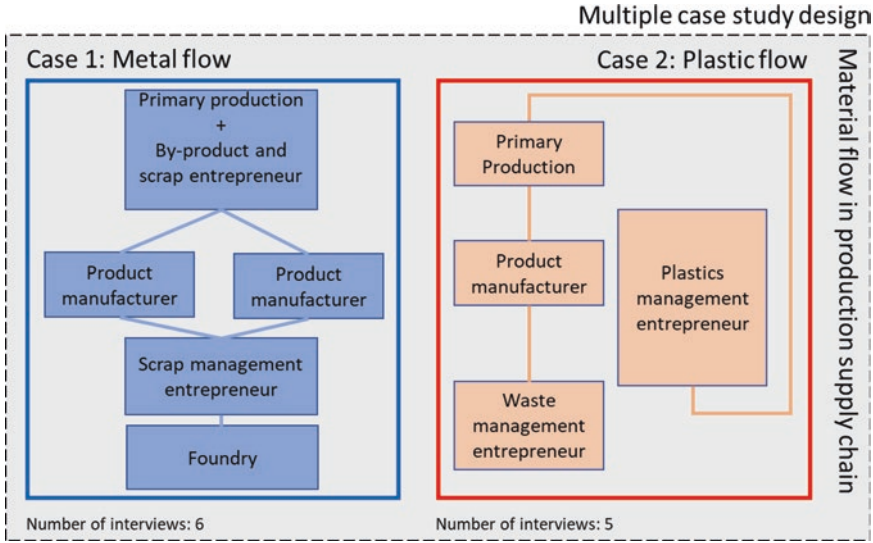 Multiple case study design
Case 1: Metal flow
Primary production
+
By-product and
scrap entrepreneur
Product
manufacturer
Product
manufacturer
Scrap management
entrepreneur
Foundry
Number of interviews: 6
Case 2: Plastic flow
Primary
Production
Product
manufacturer
Waste
management
entrepreneur
Plastics
management
entrepreneur
Number of interviews: 5
Material flow in production supply chain